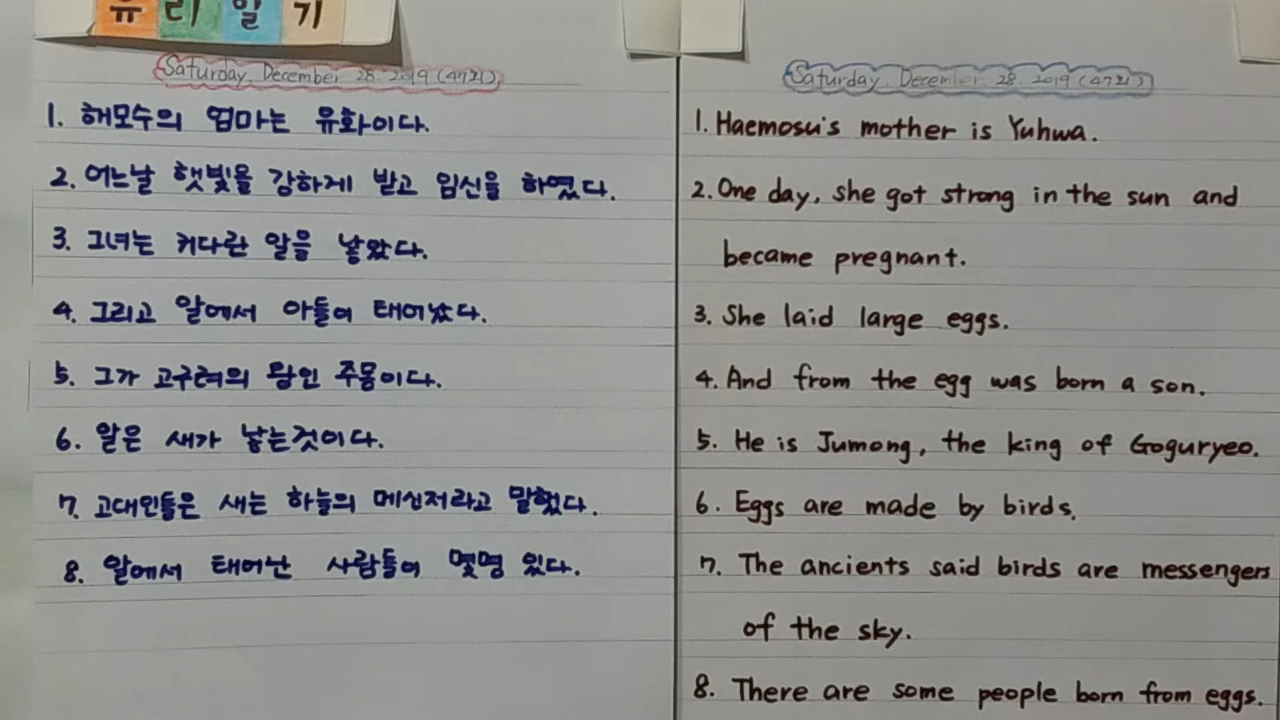 유리일기
Saturday, December 28. 2019 (4721)
1. 해모수의 엄마는 유화이다.
2. 어느날 햇빛을 강하게 받고 임신을 하였다.
3. 그녀는 커다란 알을 낳았다.
4. 그리고 알에서 아들이 태어났다.
5. 그가 고구려의 왕인 주몽이다.
6. 알은 새가 낳는것이다.
7. 고대인들은 새는 하늘의 메신저라고 말했다.
8. 알에서 태어난 사람들이 몇명 있다.
Saturday, December 28. 2019 (4721)
1. Haemosu's mother is Yuhwa.
2. One day, she got strong in the sun and
became pregnant.
3. She laid large eggs.
4. And from the egg was born a son.
5. He is Jumong, the king of Goguryeo.
6. Eggs are made by birds.
7. The ancients said birds are messengers
of the sky.
8. There are some people born from eggs.